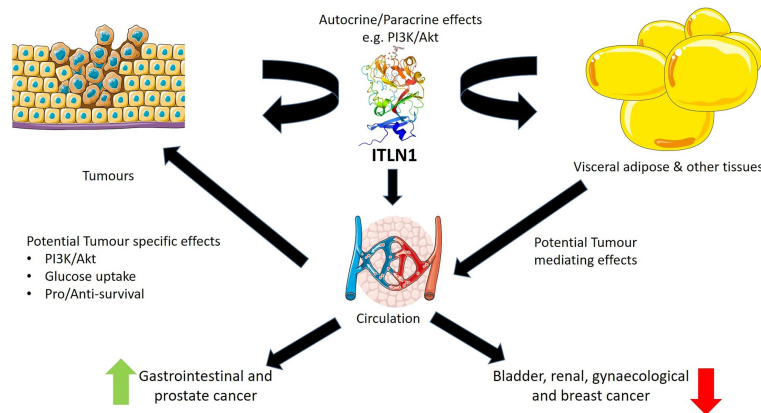 Autocrine/Paracrine effects
e.g. PI3K/Akt
ITLN1
Tumours
Visceral adipose & other tissues
Potential Tumour specific effects
• PI3K/Akt
• Glucose uptake
• Pro/Anti-survival
Potential Tumour
mediating effects
Circulation
Gastrointestinal and
prostate cancer
Bladder, renal, gynaecological
and breast cancer